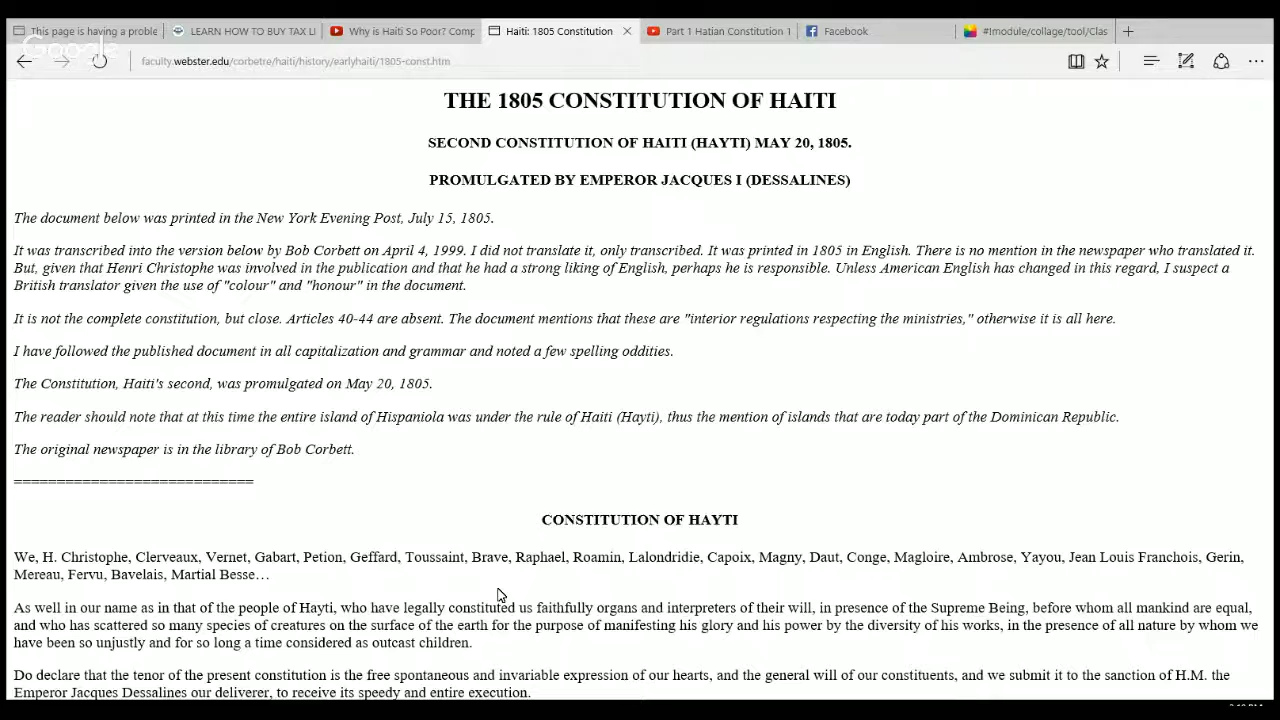 This page is having a proble
LEARN HOW TO BUY TAX LI
Why is Haiti So Poor? Comp
Haiti: 1805 Constitution
Part 1 Hatian Constitution 1
Facebook
#1module/collage/tool/Clas
Google
faculty.webster.edu/corbetre/haiti/history/earlyhaiti/1805-const.htm
THE 1805 CONSTITUTION OF HAITI
SECOND CONSTITUTION OF HAITI (HAYTI) MAY 20, 1805.
PROMULGATED BY EMPEROR JACQUES I (DESSALINES)
The document below was printed in the New York Evening Post, July 15, 1805.
It was transcribed into the version below by Bob Corbett on April 4, 1999. I did not translate it, only transcribed. It was printed in 1805 in English. There is no mention in the newspaper who translated it.
But, given that Henri Christophe was involved in the publication and that he had a strong liking of English, perhaps he is responsible. Unless American English has changed in this regard, I suspect a
British translator given the use of "colour" and "honour" in the document.
It is not the complete constitution, but close. Articles 40-44 are absent. The document mentions that these are "interior regulations respecting the ministries," otherwise it is all here.
I have followed the published document in all capitalization and grammar and noted a few spelling oddities.
The Constitution, Haiti's second, was promulgated on May 20, 1805.
The reader should note that at this time the entire island of Hispaniola was under the rule of Haiti (Hayti), thus the mention of islands that are today part of the Dominican Republic.
The original newspaper is in the library of Bob Corbett.
============================
CONSTITUTION OF HAYTI
We, H. Christophe, Clerveaux, Vernet, Gabart, Petion, Geffard, Toussaint, Brave, Raphael, Roamin, Lalondridie, Capoix, Magny, Daut, Conge, Magloire, Ambrose, Yayou, Jean Louis Franchois, Gerin,
Mereau, Fervu, Bavelais, Martial Besse…
As well in our name as in that of the people of Hayti, who have legally constituted us faithfully organs and interpreters of their will, in presence of the Supreme Being, before whom all mankind are equal,
and who has scattered so many species of creatures on the surface of the earth for the purpose of manifesting his glory and his power by the diversity of his works, in the presence of all nature by whom we
have been so unjustly and for so long a time considered as outcast children.
Do declare that the tenor of the present constitution is the free spontaneous and invariable expression of our hearts, and the general will of our constituents, and we submit it to the sanction of H.M. the
Emperor Jacques Dessalines our deliverer, to receive its speedy and entire execution.